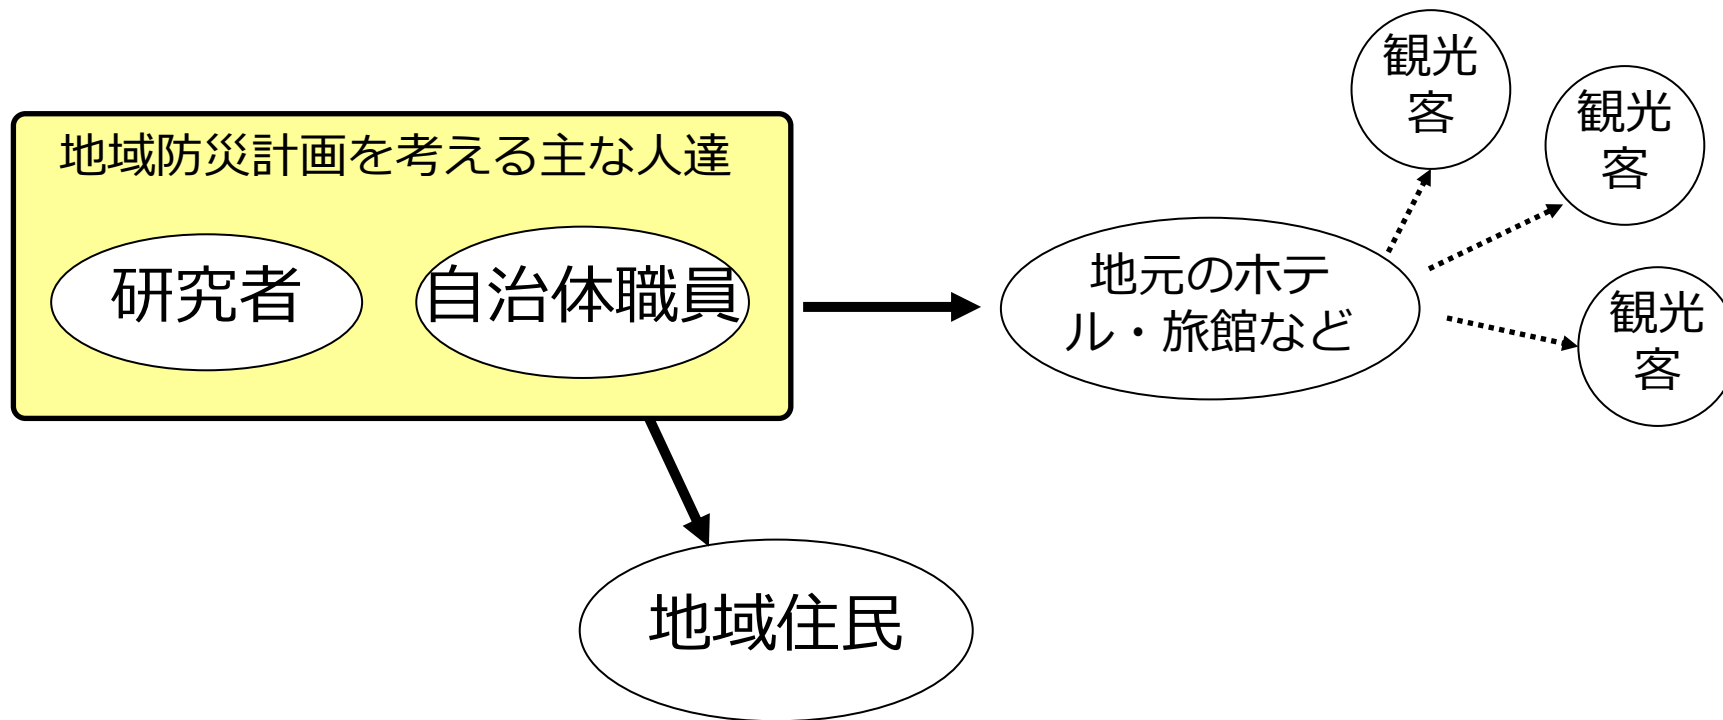 地域防災計画を考える主な人達
研究者
自治体職員
地元のホテ
ル・旅館など
観光
客
観光
客
観光
客
地域住民